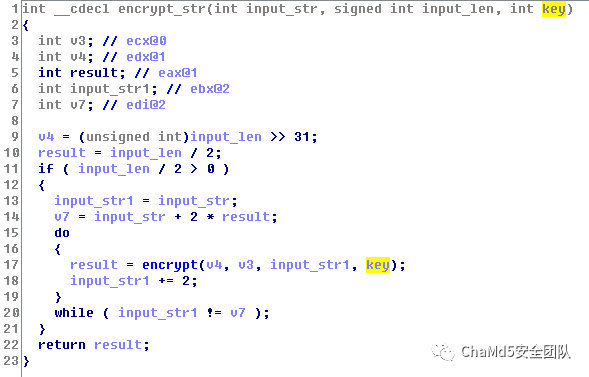 1 int __cdecl encrypt_str(int input_str, signed int input_len, int key)
2 {
3 int v3; // ecx@0
4 int v4; // edx@1
5 int result; // eax@1
6 int input_str1; // ebx@2
7 int v7; // edi@2
8
9 v4 = (unsigned int)input_len >> 31;
10 result = input_len / 2;
11 if ( input_len / 2 > 0 )
12 {
13 input_str1 = input_str;
14 v7 = input_str + 2 * result;
15 do
16 {
17 result = encrypt(v4, v3, input_str1, key);
18 input_str1 += 2;
19 }
20 while ( input_str1 != v7 );
21 }
22 return result;
23 }
ChaMd5安全团队